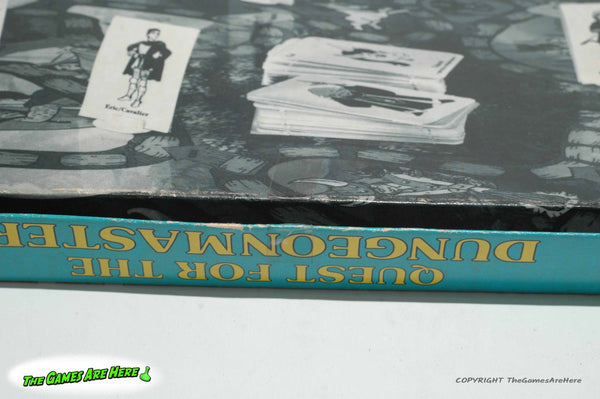 Eric/Cavalier
QUEST FOR THE
DUNGEONMASTER
THE GAMES ARE HERE
COPYRIGHT TheGamesAreHere